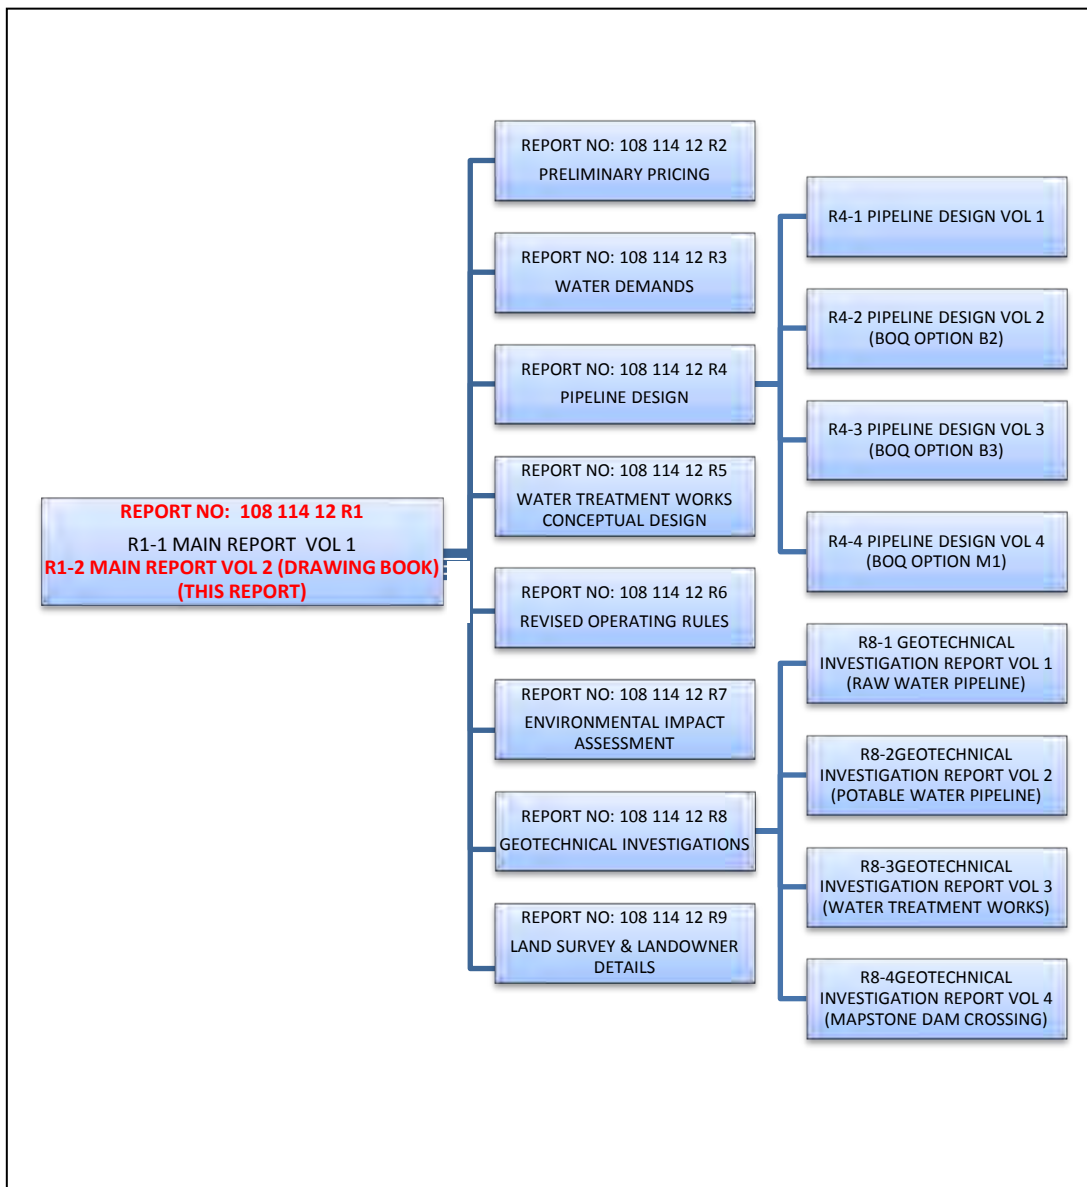 REPORT NO: 108 114 12 R1
R1-1 MAIN REPORT VOL 1
R1-2 MAIN REPORT VOL 2 (DRAWING BOOK)
(THIS REPORT)
REPORT NO: 108 114 12 R2
PRELIMINARY PRICING
REPORT NO: 108 114 12 R3
WATER DEMANDS
REPORT NO: 108 114 12 R4
PIPELINE DESIGN
REPORT NO: 108 114 12 R5
WATER TREATMENT WORKS
CONCEPTUAL DESIGN
REPORT NO: 108 114 12 R6
REVISED OPERATING RULES
REPORT NO: 108 114 12 R7
ENVIRONMENTAL IMPACT
ASSESSMENT
REPORT NO: 108 114 12 R8
GEOTECHNICAL INVESTIGATIONS
REPORT NO: 108 114 12 R9
LAND SURVEY & LANDOWNER
DETAILS
R4-1 PIPELINE DESIGN VOL 1
R4-2 PIPELINE DESIGN VOL 2
(BOQ OPTION B2)
R4-3 PIPELINE DESIGN VOL 3
(BOQ OPTION B3)
R4-4 PIPELINE DESIGN VOL 4
(BOQ OPTION M1)
R8-1 GEOTECHNICAL
INVESTIGATION REPORT VOL 1
(RAW WATER PIPELINE)
R8-2GEOTECHNICAL
INVESTIGATION REPORT VOL 2
(POTABLE WATER PIPELINE)
R8-3GEOTECHNICAL
INVESTIGATION REPORT VOL 3
(WATER TREATMENT WORKS)
R8-4GEOTECHNICAL
INVESTIGATION REPORT VOL 4
(MAPSTONE DAM CROSSING)